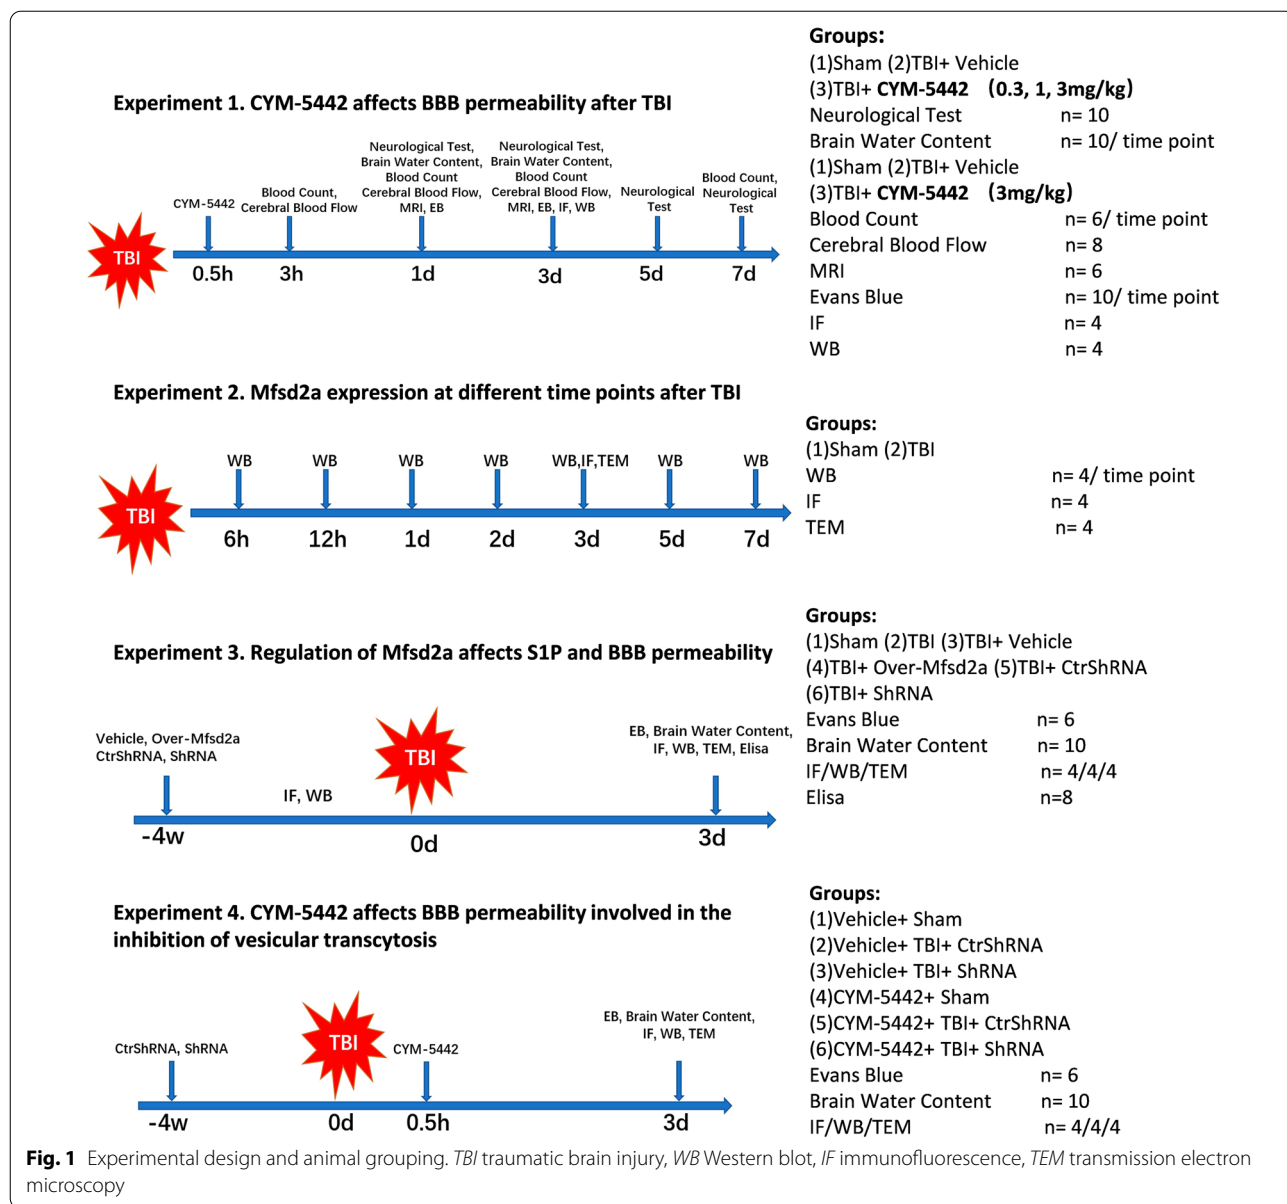 Experiment 1. CYM-5442 affects BBB permeability after TBI
TBI
CYM-5442
Blood Count,
Cerebral Blood Flow
Neurological Test,
Brain Water Content,
Blood Count
Cerebral Blood Flow,
MRI, EB
Neurological Test,
Brain Water Content,
Blood Count
Cerebral Blood Flow,
MRI, EB, IF, WB
Neurological
Test
Blood Count,
Neurological
Test
0.5h 3h 1d 3d 5d 7d
Groups:
(1)Sham (2)TBI+ Vehicle
(3)TBI+ CYM-5442 (0.3, 1, 3mg/kg)
Neurological Test n= 10
Brain Water Content n= 10/ time point
(1)Sham (2)TBI+ Vehicle
(3)TBI+ CYM-5442 (3mg/kg)
Blood Count n= 6/ time point
Cerebral Blood Flow n= 8
MRI n= 6
Evans Blue n= 10/ time point
IF n= 4
WB n= 4
Experiment 2. Mfsd2a expression at different time points after TBI
TBI
WB WB WB WB WB,IF,TEM WB WB
6h 12h 1d 2d 3d 5d 7d
Groups:
(1)Sham (2)TBI
WB n= 4/ time point
IF n= 4
TEM n= 4
Experiment 3. Regulation of Mfsd2a affects S1P and BBB permeability
Vehicle, Over-Mfsd2a
CtrShRNA, ShRNA
IF, WB
TBI
EB, Brain Water Content,
IF, WB, TEM, Elisa
-4w 0d 3d
Groups:
(1)Sham (2)TBI (3)TBI+ Vehicle
(4)TBI+ Over-Mfsd2a (5)TBI+ CtrShRNA
(6)TBI+ ShRNA
Evans Blue n= 6
Brain Water Content n= 10
IF/WB/TEM n= 4/4/4
Elisa n=8
Experiment 4. CYM-5442 affects BBB permeability involved in the
inhibition of vesicular transcytosis
CtrShRNA, ShRNA
TBI
CYM-5442
EB, Brain Water Content,
IF, WB, TEM
-4w 0d 0.5h 3d
Groups:
(1)Vehicle+ Sham
(2)Vehicle+ TBI+ CtrShRNA
(3)Vehicle+ TBI+ ShRNA
(4)CYM-5442+ Sham
(5)CYM-5442+ TBI+ CtrShRNA
(6)CYM-5442+ TBI+ ShRNA
Evans Blue n= 6
Brain Water Content n= 10
IF/WB/TEM n= 4/4/4
Fig. 1 Experimental design and animal grouping. TBI traumatic brain injury, WB Western blot, IF immunofluorescence, TEM transmission electron
microscopy